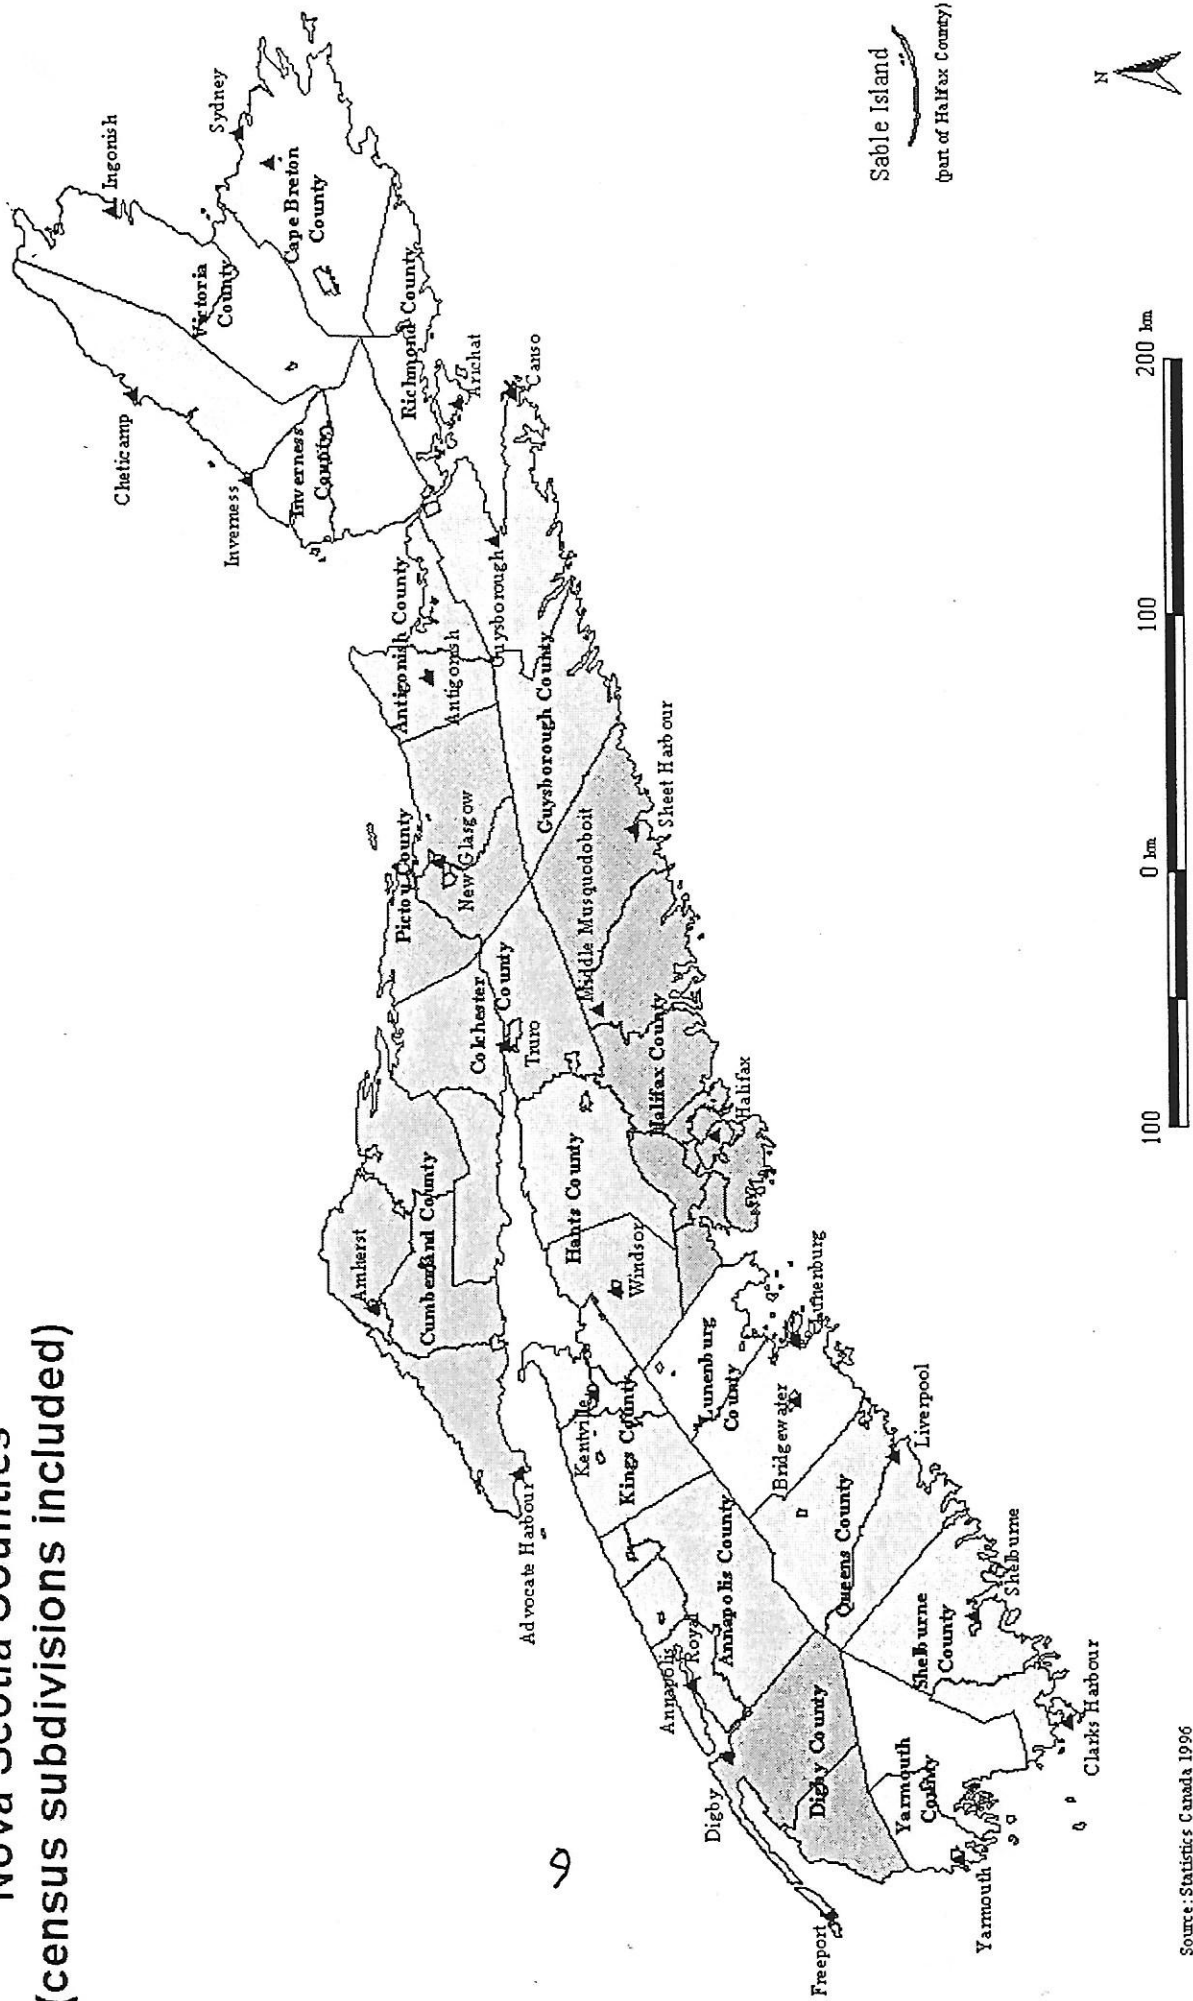 Nova Scotia Counties
(census subdivisions included)
Ingonish
Sydney
Cheticamp
Victoria
County
Cape Breton
County
Inverness
Inverness
County
Richmond County
Arichat
Canso
Antigonish County
Antigonish
Guysborough
Guysborough County
Pictou County
New Glasgow
Sheet Harbour
Middle Musquodoboit
Colchester
County
Truro
Halifax County
Halifax
Amherst
Cumberland County
Hants County
Windsor
Advocate Harbour
Kentville
Kings County
Lunenburg
County
Lunenburg
Bridgewater
Liverpool
Annapolis
Royal
Annapolis County
Queens County
Shelburne
County
Shelburne
Digby
Digby County
Yarmouth
County
Clarks Harbour
Freeport
Yarmouth
Sable Island
(part of Halifax County)
N
100
0 km
100
200 km
Source: Statistics Canada 1996